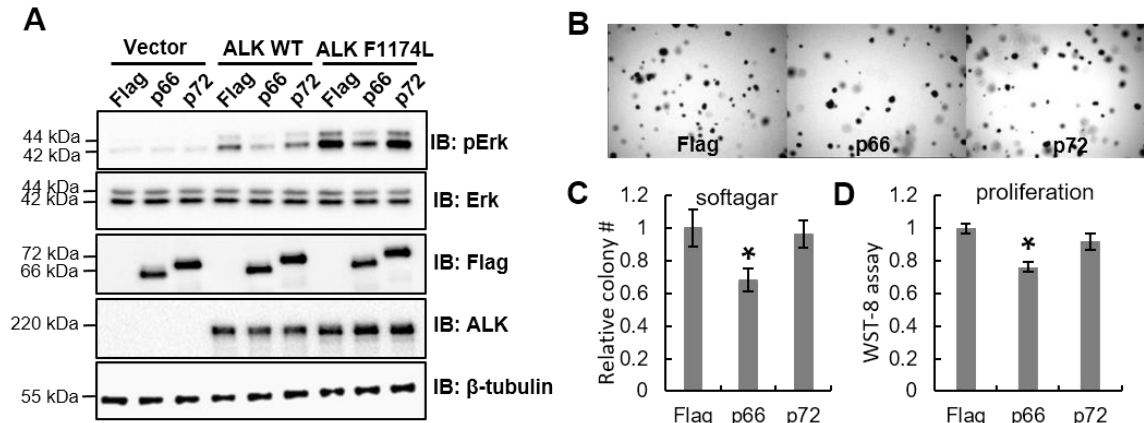 A
Vector ALK WT ALK F1174L
Flag p66 p72 Flag p66 p72 Flag p66 p72
44 kDa
42 kDa
IB: pErk
44 kDa
42 kDa
IB: Erk
72 kDa
66 kDa
IB: Flag
220 kDa
IB: ALK
55 kDa
IB: β-tubulin
B
Flag p66 p72
C
softagar
Relative colony #
1.2
1
0.8
0.6
0.4
0.2
0
*
Flag p66 p72
D
proliferation
WST-8 assay
1.2
1
0.8
0.6
0.4
0.2
0
*
Flag p66 p72